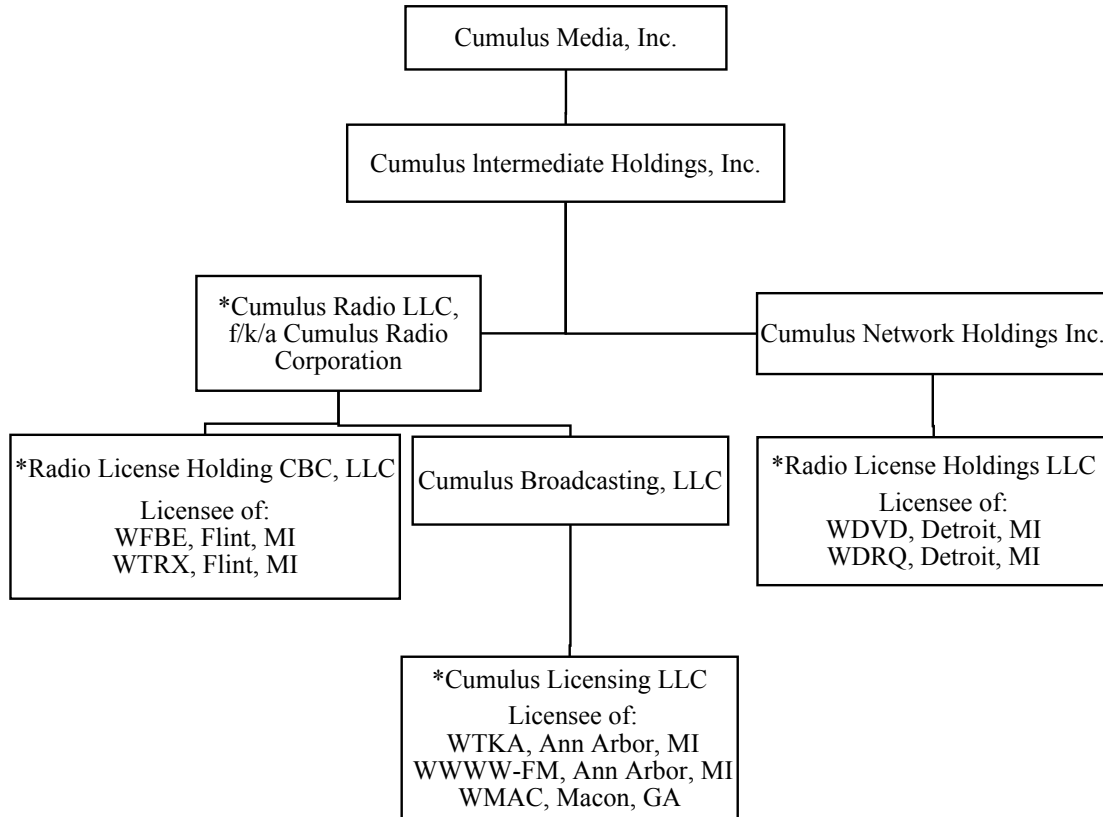 Cumulus Media, Inc.
Cumulus lntermediate Holdings, Inc.
*Cumulus Radio LLC,
f/k/a Cumulus Radio
Corporation
Cumulus Network Holdings Inc.
*Radio License Holding CBC, LLC
Licensee of:
WFBE, Flint, MI
WTRX, Flint, MI
Cumulus Broadcasting, LLC
*Radio License Holdings LLC
Licensee of:
WDVD, Detroit, MI
WDRQ, Detroit, MI
*Cumulus Licensing LLC
Licensee of:
WTKA, Ann Arbor, MI
WWWW-FM, Ann Arbor, MI
WMAC, Macon, GA